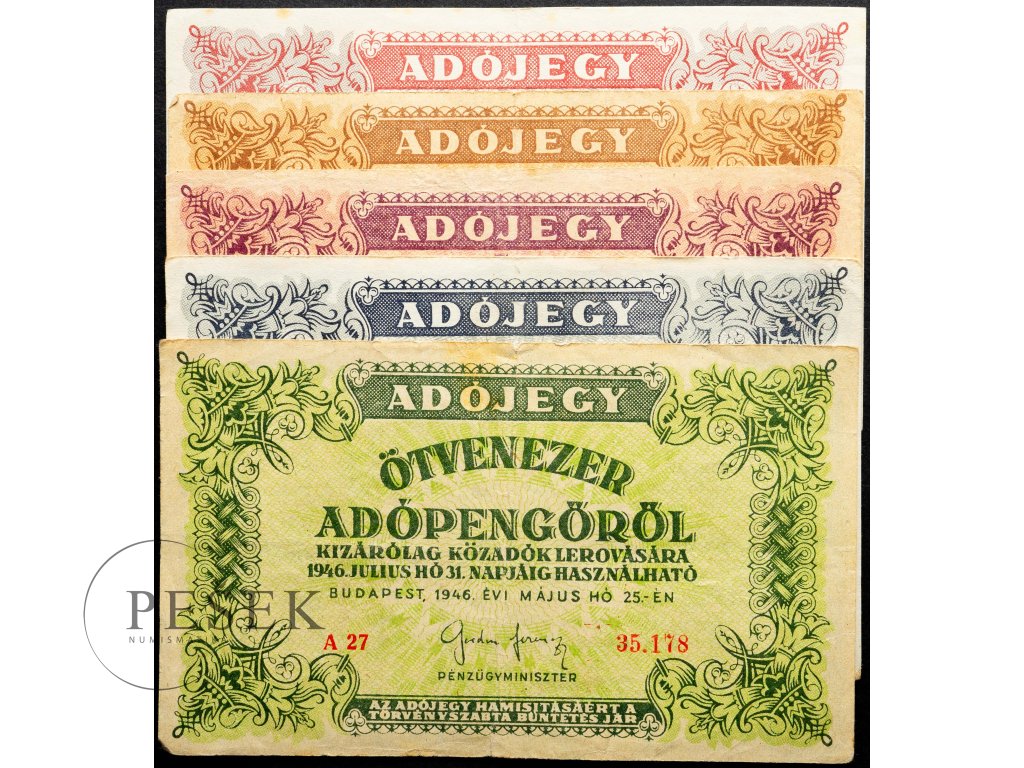 ADÓJEGY
ADÓJEGY
ADÓJEGY
ADÓJEGY
ADÓJEGY
ÖTVENEZER
ADÓPENGŐRŐL
KIZÁRÓLAG KÖZADÓK LEROVÁSÁRA
1946. JULIUS HÓ 31. NAPJÁIG HASZNÁLHATÓ
BUDAPEST, 1946. ÉVI MÁJUS HÓ 25.-ÉN
A 27
35.178
PÉNZÜGYMINISZTER
AZ ADÓJEGY HAMISITÁSÁÉRT A
TÖRVÉNYSZABTA BÜNTETÉS JÁR
PESEK